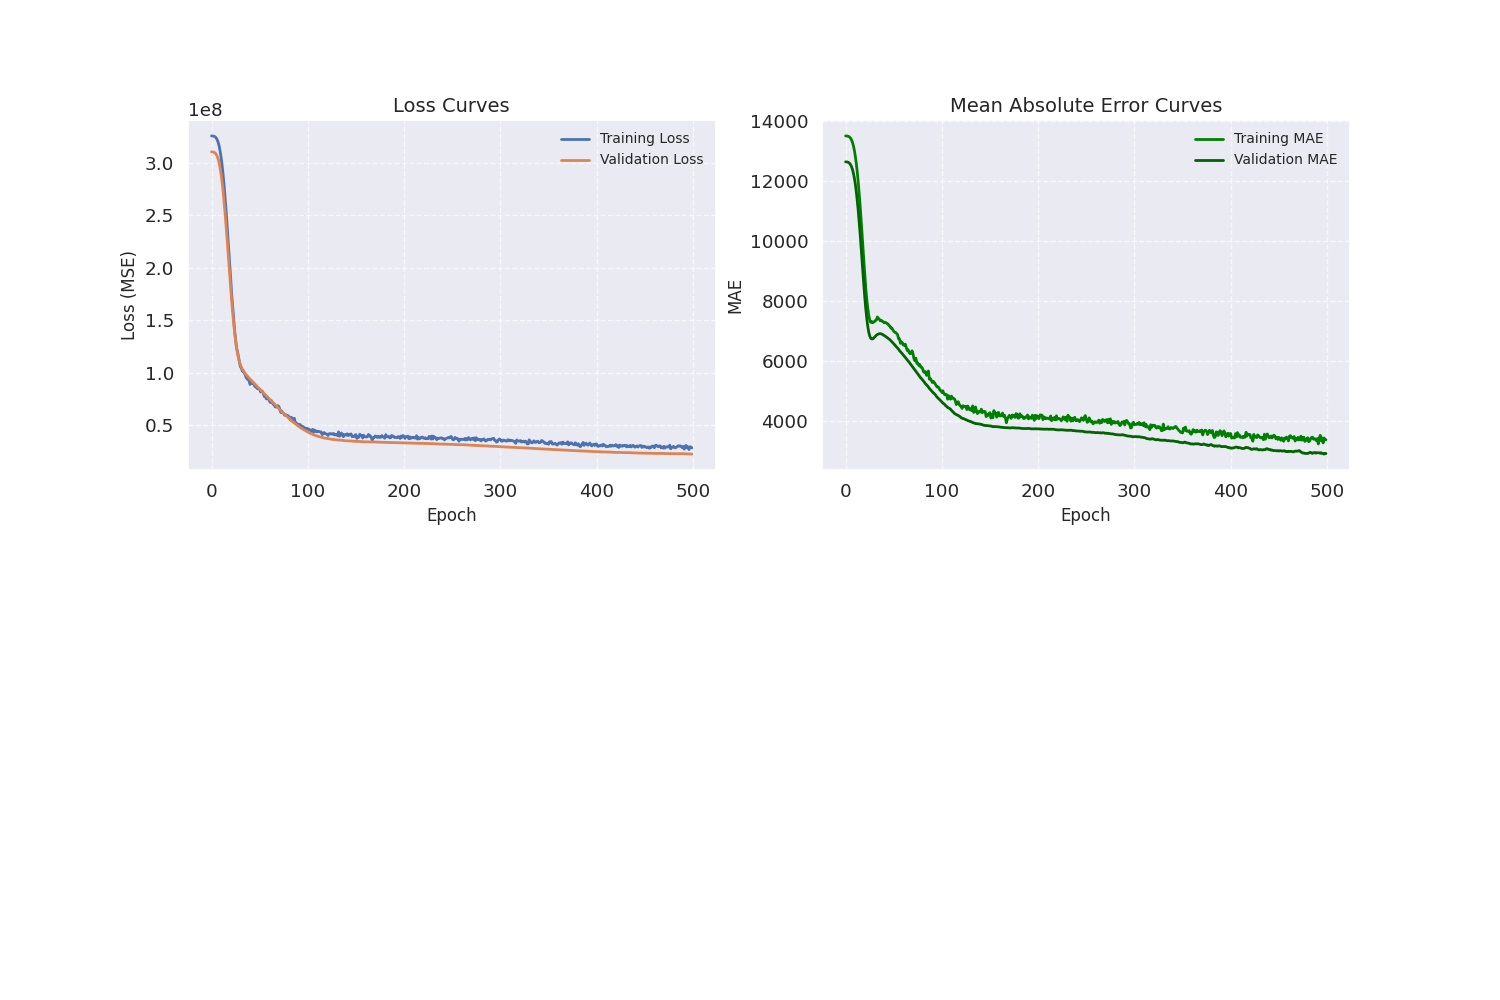 Loss Curves
1e8
3.0
2.5
2.0
1.5
1.0
0.5
Loss (MSE)
Training Loss
Validation Loss
0 100 200 300 400 500
Epoch
Mean Absolute Error Curves
14000
12000
10000
8000
6000
4000
MAE
Training MAE
Validation MAE
0 100 200 300 400 500
Epoch